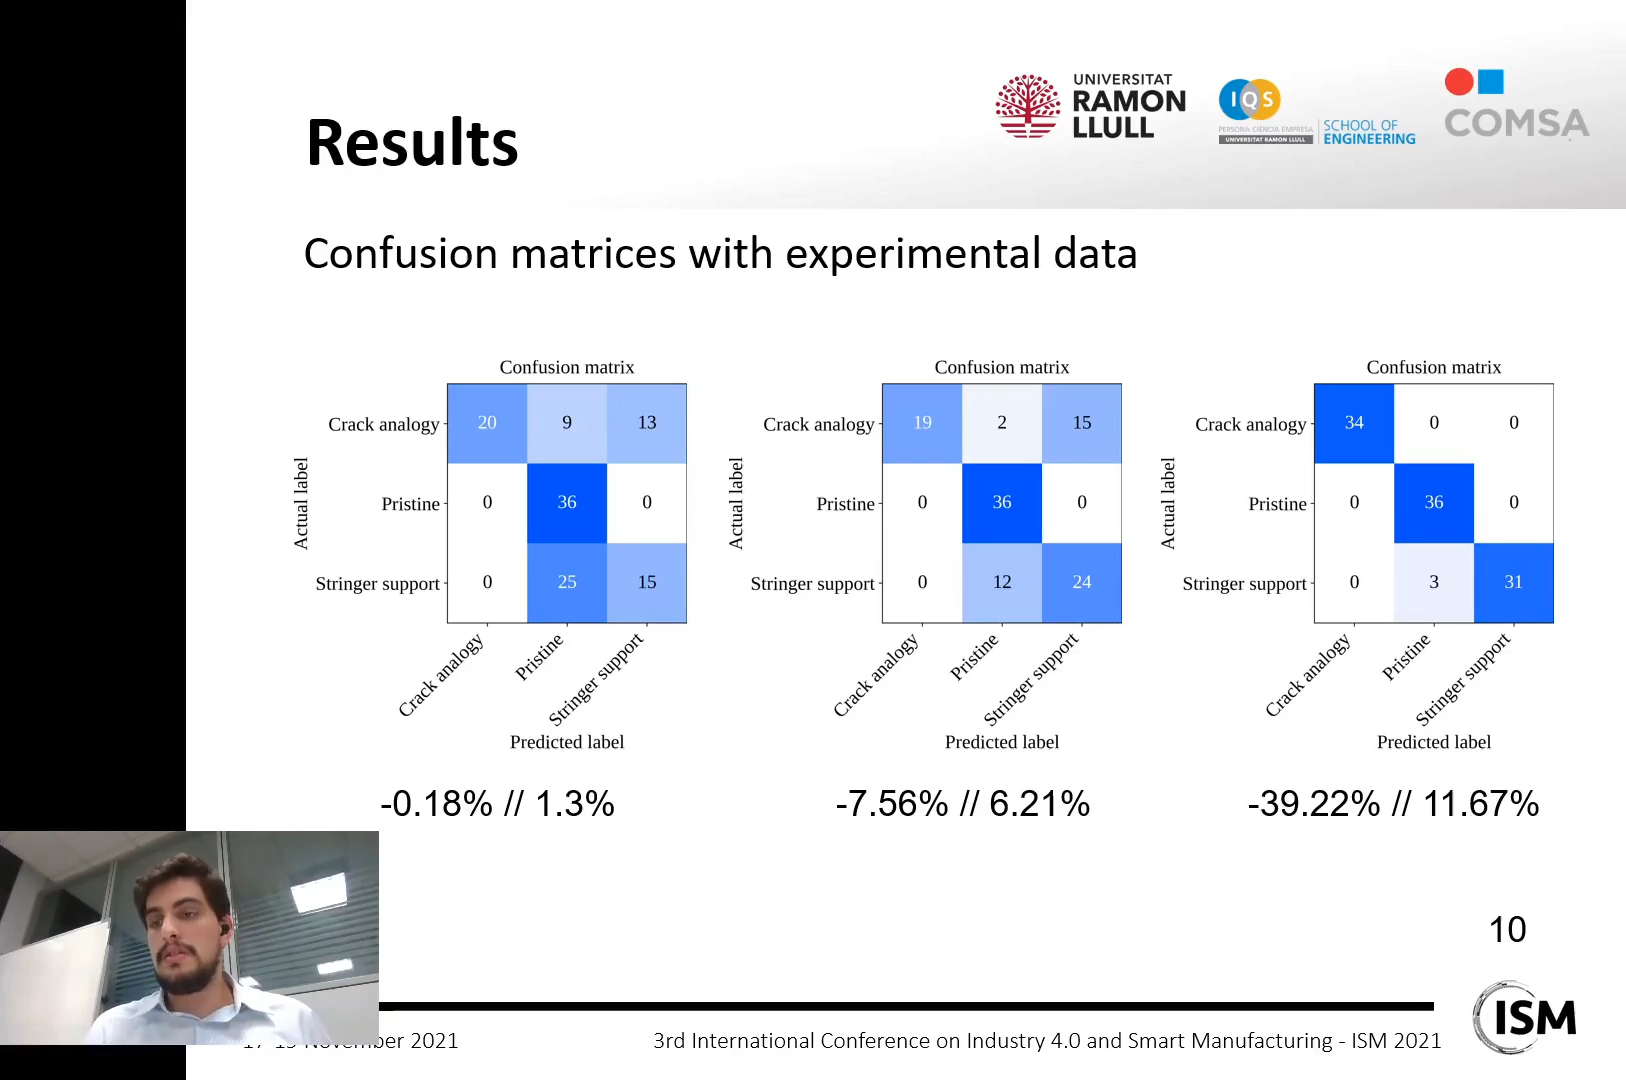 UNIVERSITAT
RAMON
LLULL
IQS
PERSONA CIÈNCIA EMPRESA
UNIVERSITAT RAMON LLULL
SCHOOL OF
ENGINEERING
COMSA
Results
Confusion matrices with experimental data
Confusion matrix
Actual label
Crack analogy 20 9 13
Pristine 0 36 0
Stringer support 0 25 15
Crack analogy
Pristine
Stringer support
Predicted label
-0.18% // 1.3%
Confusion matrix
Actual label
Crack analogy 19 2 15
Pristine 0 36 0
Stringer support 0 12 24
Crack analogy
Pristine
Stringer support
Predicted label
-7.56% // 6.21%
Confusion matrix
Actual label
Crack analogy 34 0 0
Pristine 0 36 0
Stringer support 0 3 31
Crack analogy
Pristine
Stringer support
Predicted label
-39.22% // 11.67%
10
2021
3rd International Conference on Industry 4.0 and Smart Manufacturing - ISM 2021
ISM